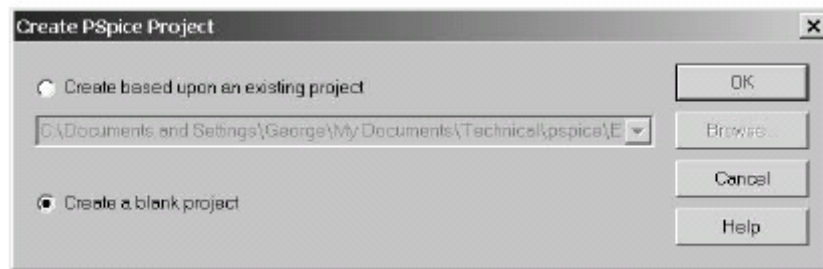 Create PSpice Project
Create based upon an existing project
OK
C:\Documents and Settings\George\My Documents\Technical\pspice\E
Browse...
Create a blank project
Cancel
Help